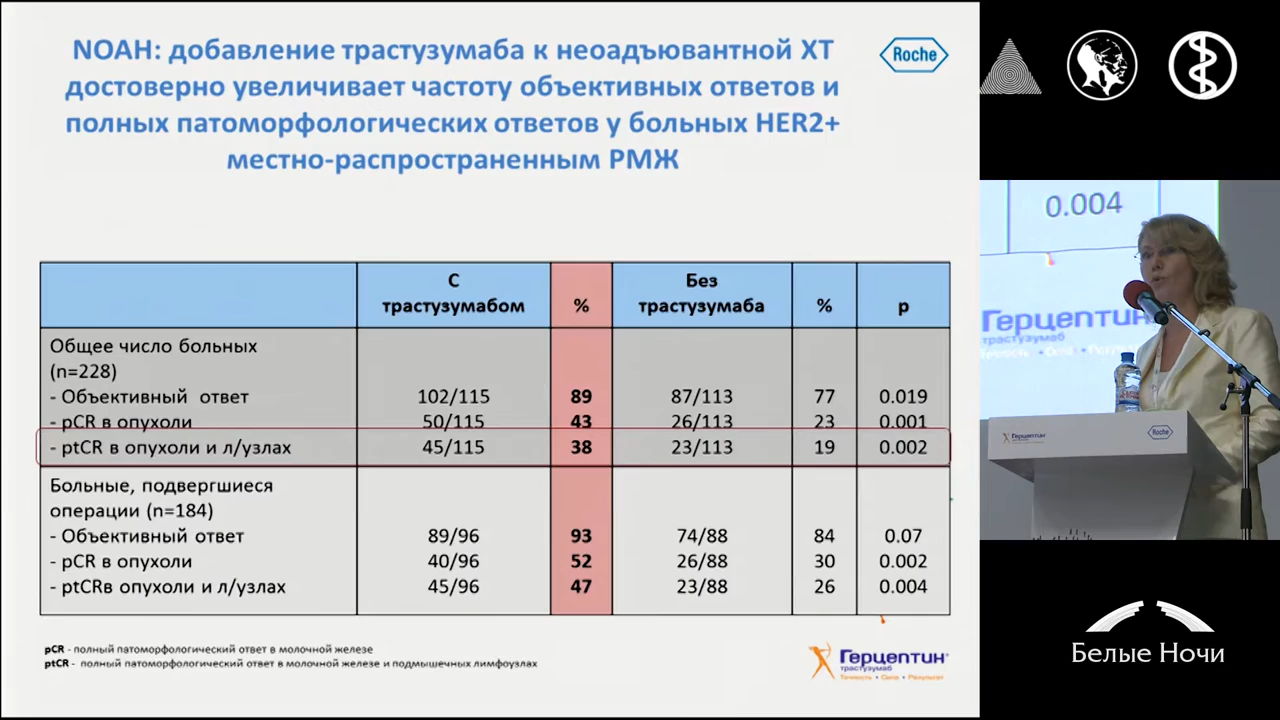 NOAH: добавление трастузумаба к неоадъювантной ХТ
достоверно увеличивает частоту объективных ответов и
полных патоморфологических ответов у больных HER2+
местно-распространенным РМЖ
Roche
С трастузумабом % Без трастузумаба % p
Общее число больных
(n=228)
- Объективный ответ 102/115 89 87/113 77 0.019
- pCR в опухоли 50/115 43 26/113 23 0.001
- ptCR в опухоли и л/узлах 45/115 38 23/113 19 0.002
Больные, подвергшиеся
операции (n=184)
- Объективный ответ 89/96 93 74/88 84 0.07
- pCR в опухоли 40/96 52 26/88 30 0.002
- ptCRв опухоли и л/узлах 45/96 47 23/88 26 0.004
pCR - полный патоморфологический ответ в молочной железе
ptCR - полный патоморфологический ответ в молочной железе и подмышечных лимфоузлах
Герцептин
трастузумаб
Точность • Сила • Результат
0.004
Герцептин
трастузумаб
Герцептин
Roche
Белые Ночи